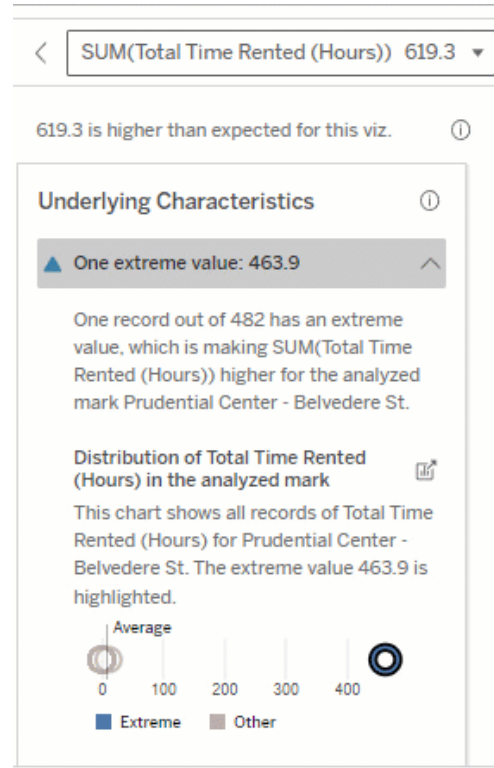 SUM(Total Time Rented (Hours)) 619.3
619.3 is higher than expected for this viz.
Underlying Characteristics
One extreme value: 463.9
One record out of 482 has an extreme
value, which is making SUM(Total Time
Rented (Hours)) higher for the analyzed
mark Prudential Center - Belvedere St.
Distribution of Total Time Rented
(Hours) in the analyzed mark
This chart shows all records of Total Time
Rented (Hours) for Prudential Center -
Belvedere St. The extreme value 463.9 is
highlighted.
Average
0 100 200 300 400
Extreme Other